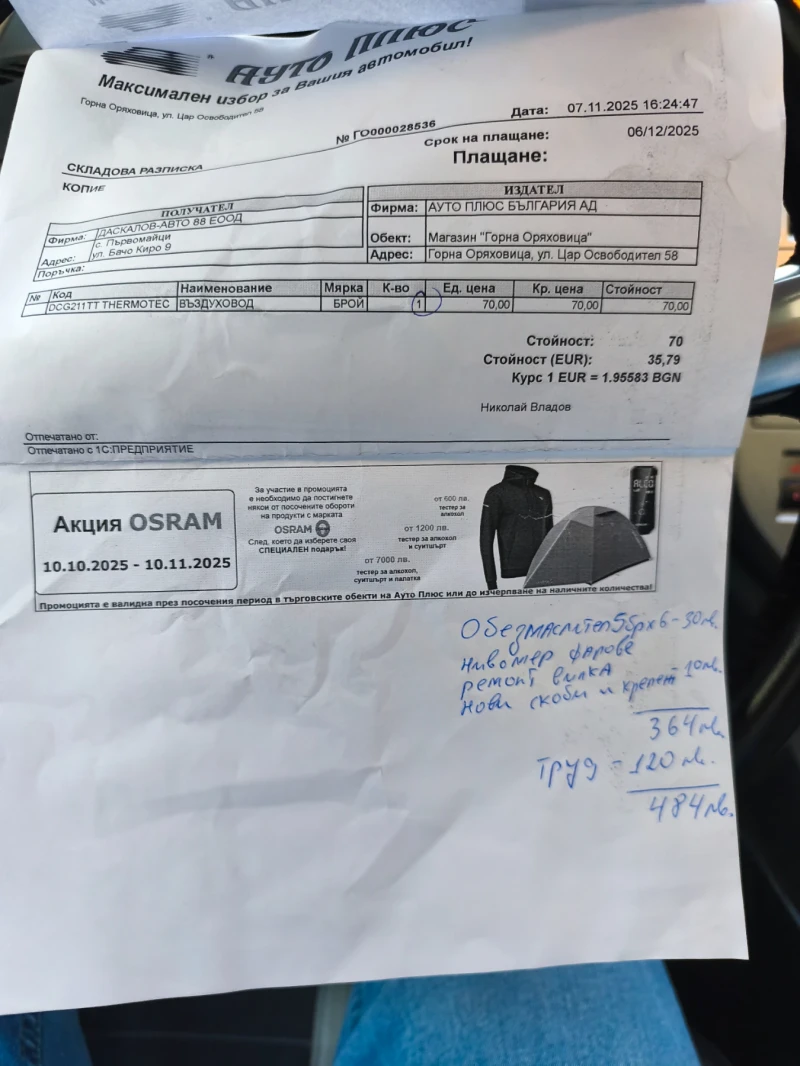 АУТО ПЛЮС
Максимален избор за Вашия автомобил!
Горна Оряховица, ул. Цар Освободител 58
№ ГО000028536
Дата: 07.11.2025 16:24:47
Срок на плащане: 06/12/2025
Плащане:
СКЛАДОВА РАЗПИСКА
КОПИЕ
ПОЛУЧАТЕЛ
Фирма: ДАСКАЛОВ-АВТО 88 ЕООД
с. Първомайци
Адрес: ул. Бачо Киро 9
Поръчка:
ИЗДАТЕЛ
Фирма: АУТО ПЛЮС БЪЛГАРИЯ АД
Обект: Магазин "Горна Оряховица"
Адрес: Горна Оряховица, ул. Цар Освободител 58
№ Код Наименование Мярка К-во Ед. цена Кр. цена Стойност
DCG211TT THERMOTEC ВЪЗДУХОВОД БРОЙ 1 70,00 70,00 70,00
Стойност: 70
Стойност (EUR): 35,79
Курс 1 EUR = 1.95583 BGN
Николай Владов
Отпечатано от:
Отпечатано с 1С:ПРЕДПРИЯТИЕ
Акция OSRAM
10.10.2025 - 10.11.2025
За участие в промоцията
е необходимо да постигнете
някои от посочените обороти
на продукти с марката
OSRAM
След, което да изберете своя
СПЕЦИАЛЕН подарък!
от 600 лв.
тестер за
алкохол
от 1200 лв.
тестер за алкохол
и суитшърт
от 7000 лв.
тестер за алкохол,
суитшърт и палатка
ALCO
Промоцията е валидна през посочения период в търговските обекти на Ауто Плюс или до изчерпване на наличните количества!
Обезмаслител 5брх6-30лв.
нивомер фарове
ремонт вилка -10лв.
нови скоби и крепеж
364лв.
труд = 120лв.
484лв.